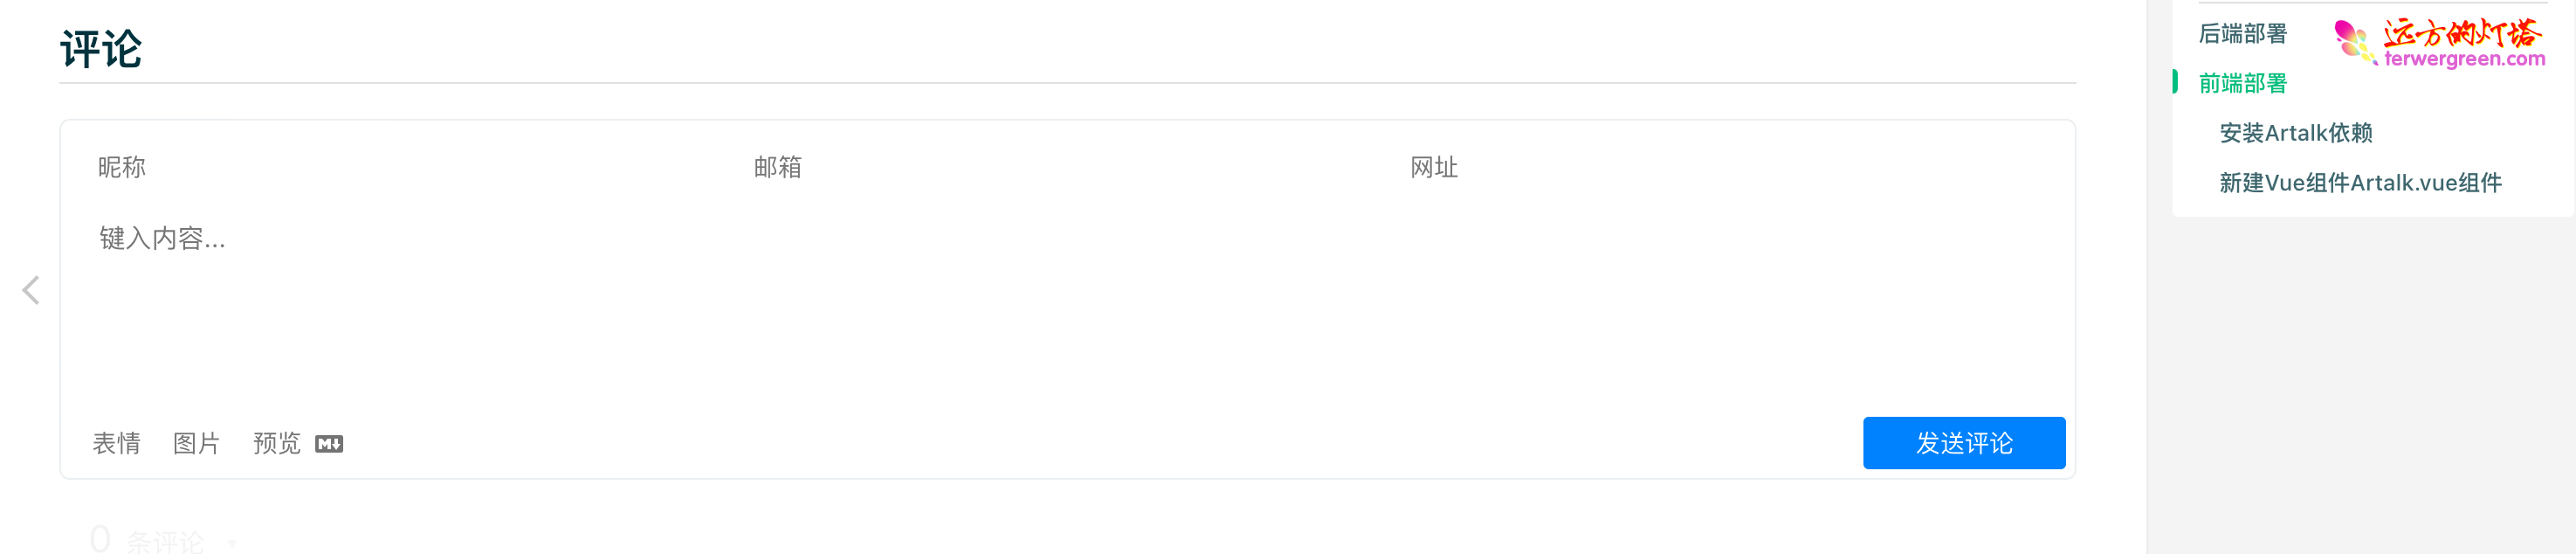 评论
昵称 邮箱 网址
键入内容...
表情 图片 预览 M
发送评论
0 条评论
后端部署
前端部署
安装Artalk依赖
新建Vue组件Artalk.vue组件
远方的灯塔
terwergreen.com